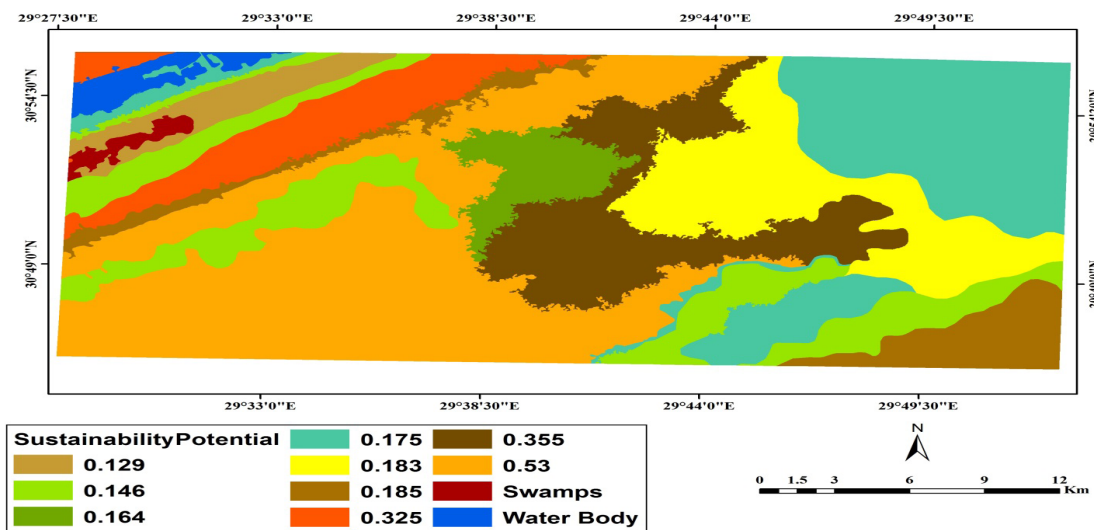 29°27'30"E 29°33'0"E 29°38'30"E 29°44'0"E 29°49'30"E
30°54'30"N
30°49'0"N
29°33'0"E 29°38'30"E 29°44'0"E 29°49'30"E
SustainabilityPotential
0.129
0.146
0.164
0.175
0.183
0.185
0.325
0.355
0.53
Swamps
Water Body
N
0 1.5 3 6 9 12
Km